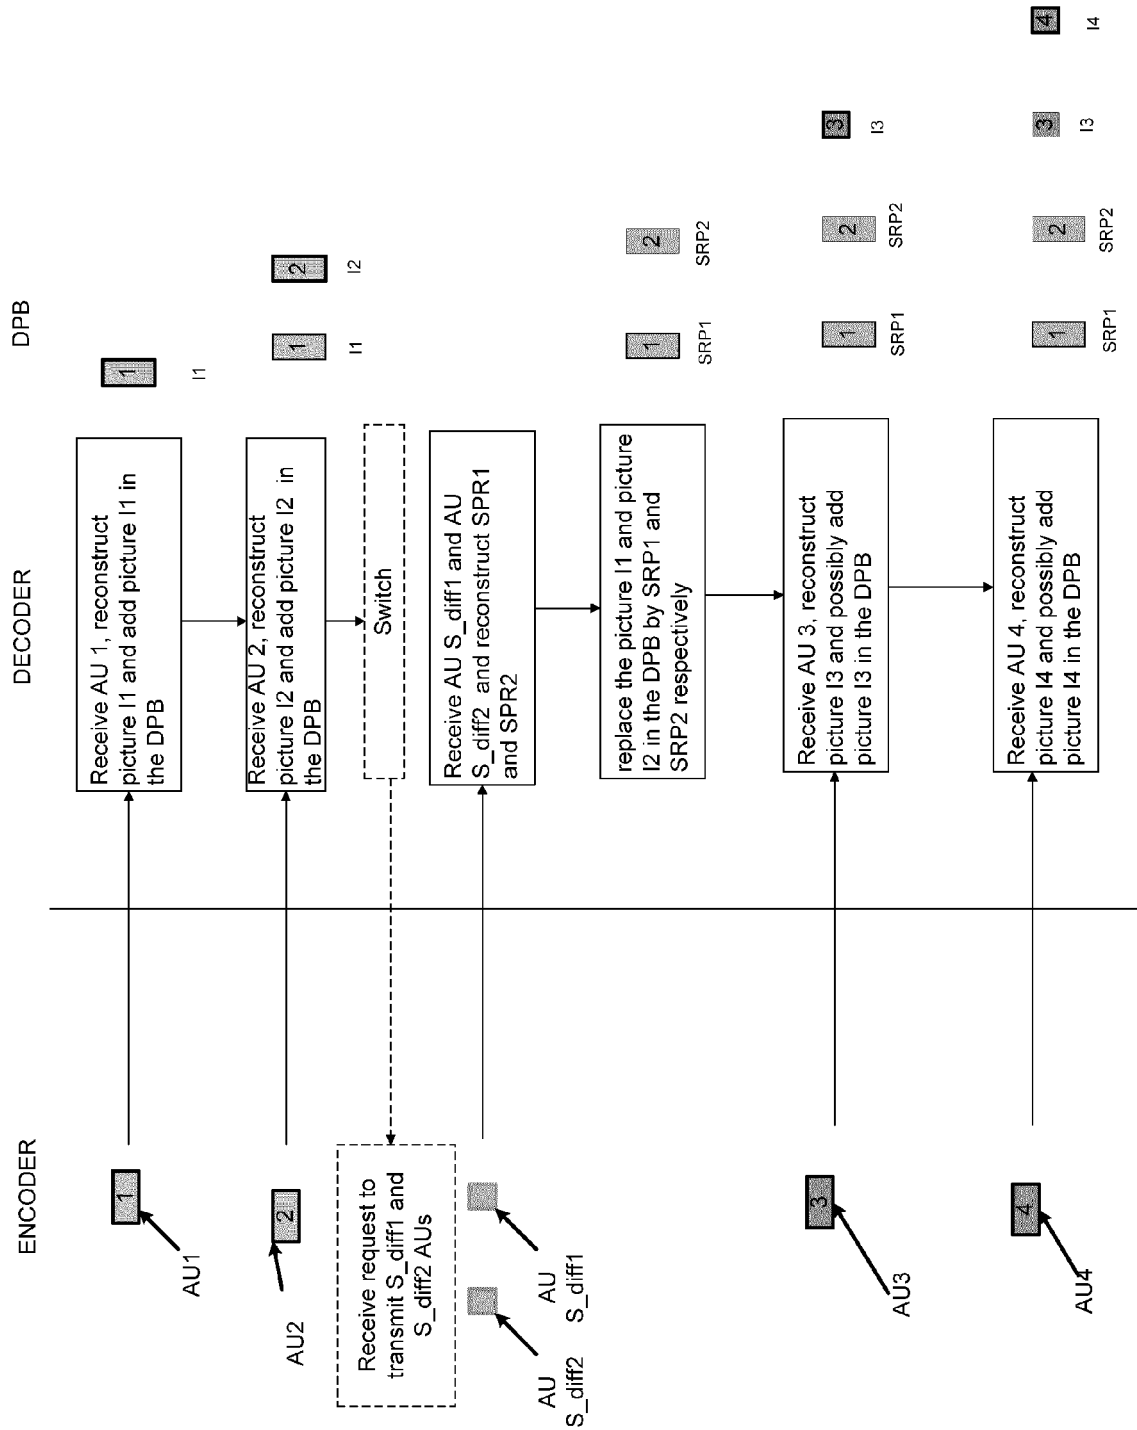 ENCODER
DECODER
DPB
1
AU1
Receive AU 1, reconstruct
picture I1 and add picture I1 in
the DPB
1
I1
2
AU2
Receive AU 2, reconstruct
picture I2 and add picture I2 in
the DPB
1
I1
2
I2
Switch
Receive request to
transmit S_diff1 and
S_diff2 AUs
AU
S_diff2
AU
S_diff1
Receive AU S_diff1 and AU
S_diff2 and reconstruct SPR1
and SPR2
replace the picture I1 and picture
I2 in the DPB by SRP1 and
SRP2 respectively
1
SRP1
2
SRP2
3
AU3
Receive AU 3, reconstruct
picture I3 and possibly add
picture I3 in the DPB
1
SRP1
2
SRP2
3
I3
4
AU4
Receive AU 4, reconstruct
picture I4 and possibly add
picture I4 in the DPB
1
SRP1
2
SRP2
3
I3
4
I4